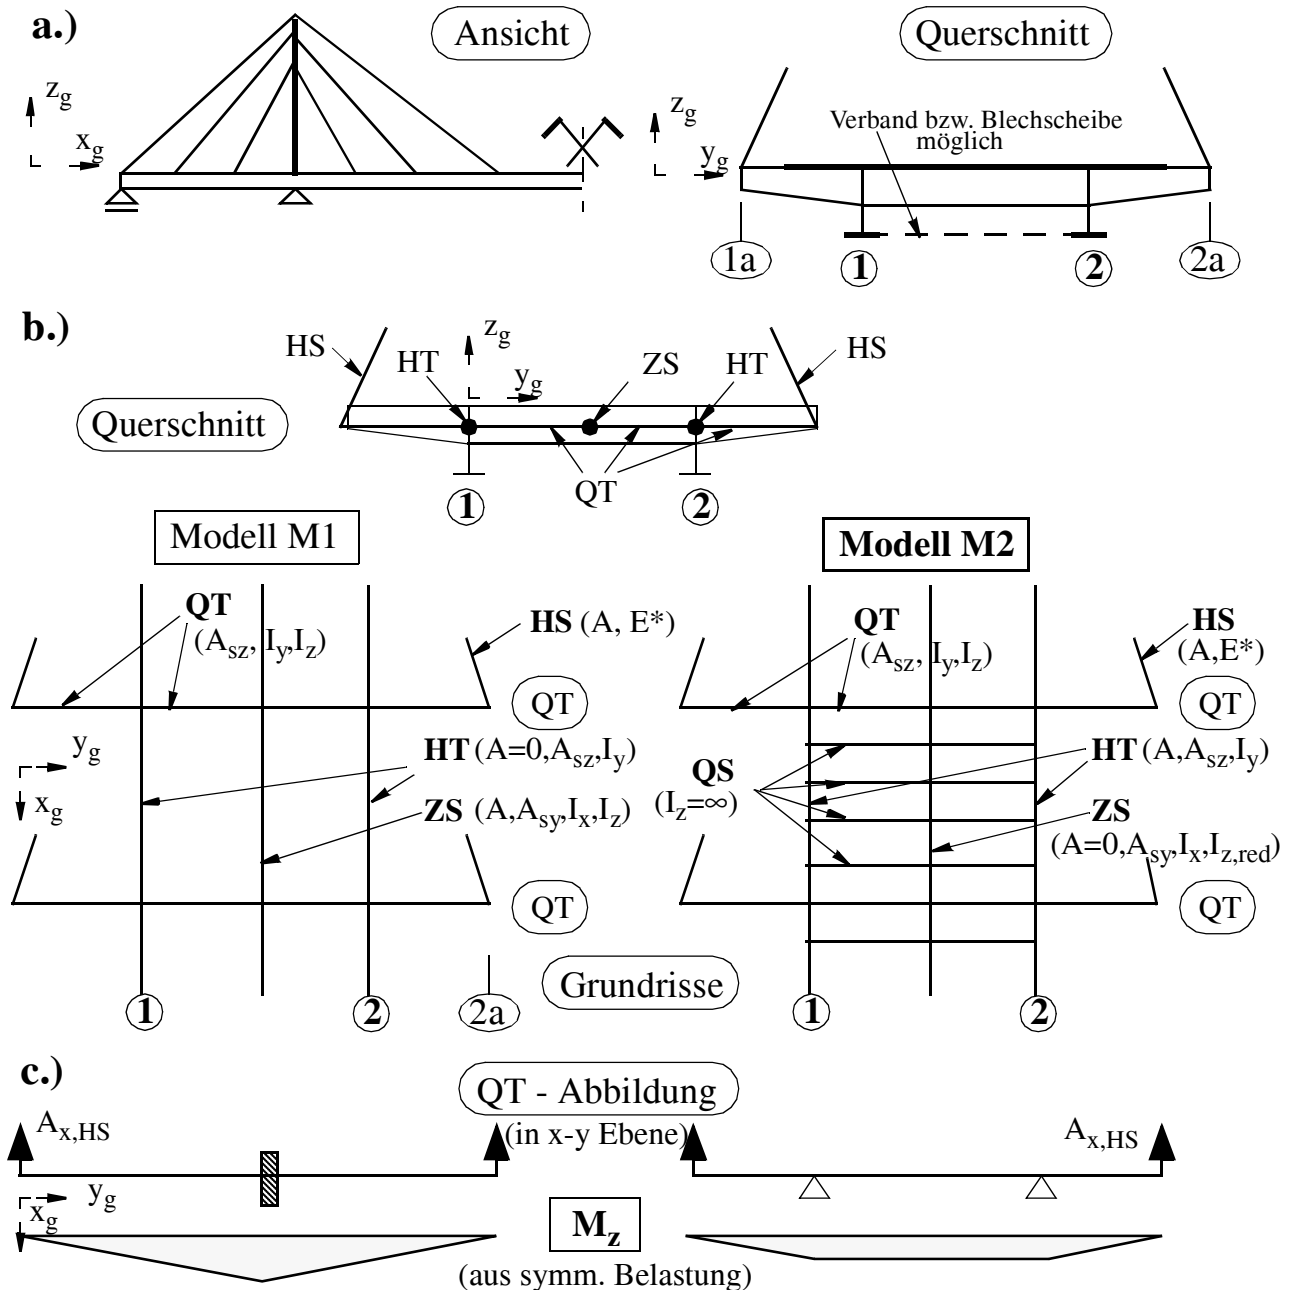 a.)
Ansicht
Querschnitt
z_g
x_g
z_g
y_g
Verband bzw. Blechscheibe
möglich
1a
1
2
2a
b.)
HS
HT
z_g
y_g
ZS
HT
HS
Querschnitt
QT
1
2
Modell M1
Modell M2
QT
(A_sz, I_y,I_z)
HS (A, E*)
QT
y_g
x_g
HT (A=0,A_sz,I_y)
ZS (A,A_sy,I_x,I_z)
QT
1
2
2a
QT
(A_sz, I_y,I_z)
HS
(A,E*)
QT
QS
(I_z=∞)
HT (A,A_sz,I_y)
ZS
(A=0,A_sy,I_x,I_z,red)
QT
Grundrisse
1
2
c.)
QT - Abbildung
(in x-y Ebene)
A_x,HS
A_x,HS
y_g
x_g
M_z
(aus symm. Belastung)